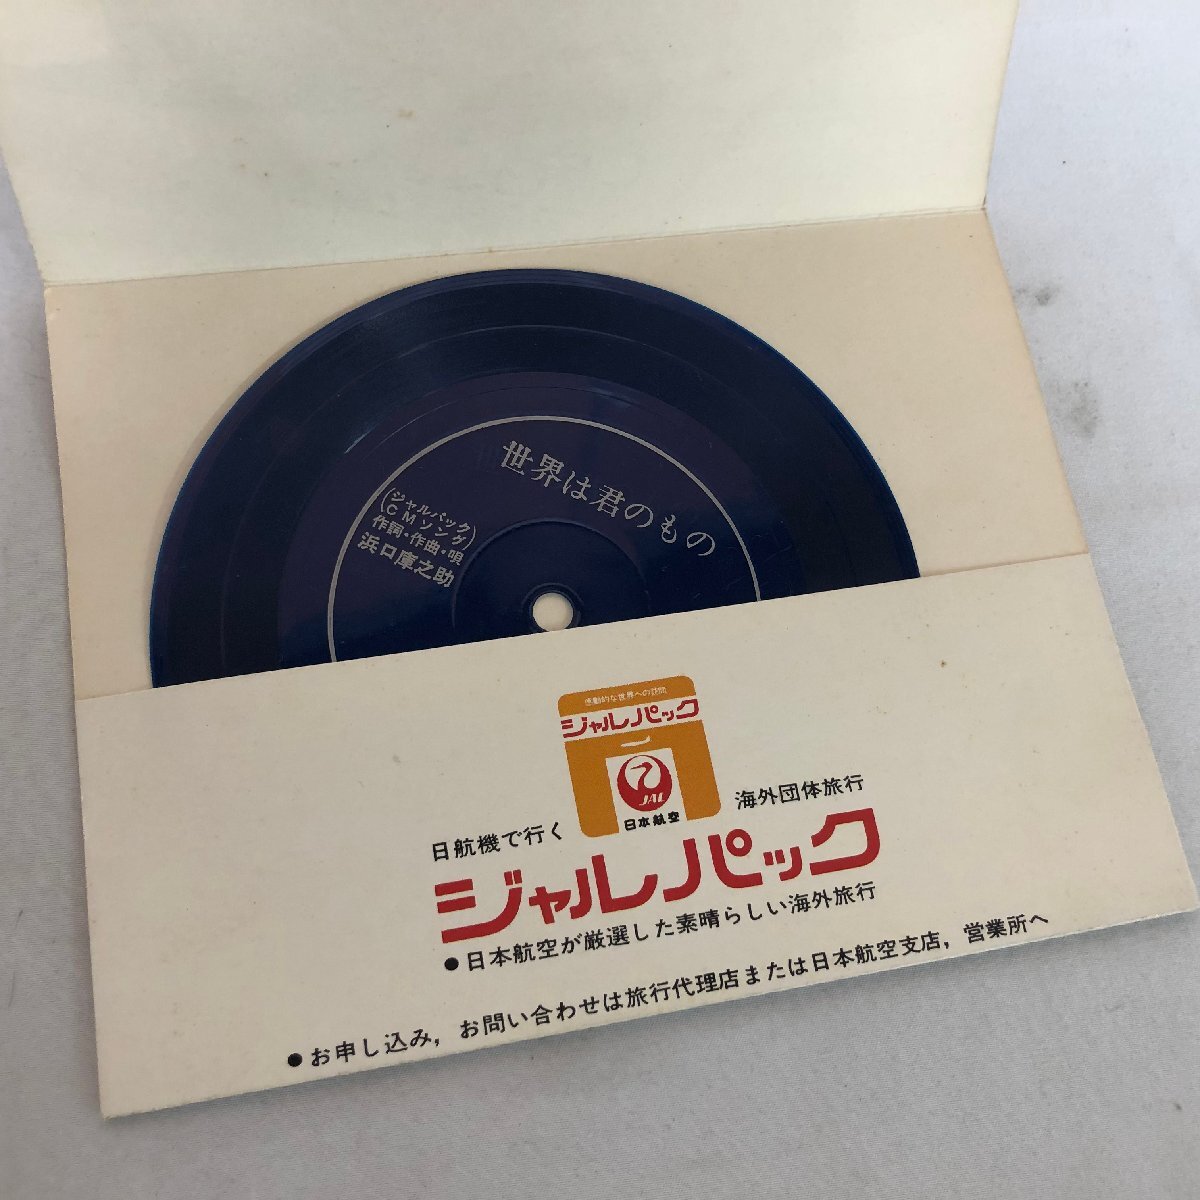 世界は君のもの
(ジャルパック)
(CMソング)
作詞・作曲・唄
浜口庫之助
感動的な世界への訪問
ジャルパック
JAL
日本航空
日航機で行く
海外団体旅行
ジャルパック
●日本航空が厳選した素晴らしい海外旅行
●お申し込み，お問い合わせは旅行代理店または日本航空支店，営業所へ